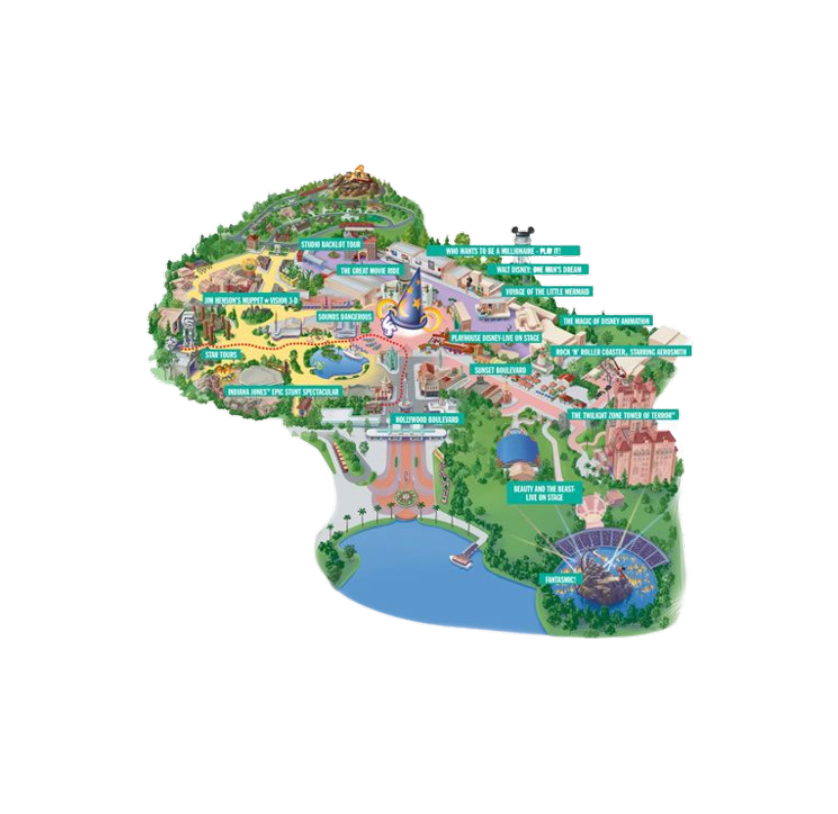 STUDIO BACKLOT TOUR
WHO WANTS TO BE A MILLIONAIRE - PLAY IT!
THE GREAT MOVIE RIDE
WALT DISNEY: ONE MAN'S DREAM
VOYAGE OF THE LITTLE MERMAID
JIM HENSON'S MUPPET★VISION 3-D
SOUNDS DANGEROUS
THE MAGIC OF DISNEY ANIMATION
PLAYHOUSE DISNEY-LIVE ON STAGE
STAR TOURS
ROCK 'N' ROLLER COASTER, STARRING AEROSMITH
SUNSET BOULEVARD
INDIANA JONES™ EPIC STUNT SPECTACULAR
HOLLYWOOD BOULEVARD
THE TWILIGHT ZONE TOWER OF TERROR™
BEAUTY AND THE BEAST-
LIVE ON STAGE
FANTASMIC!